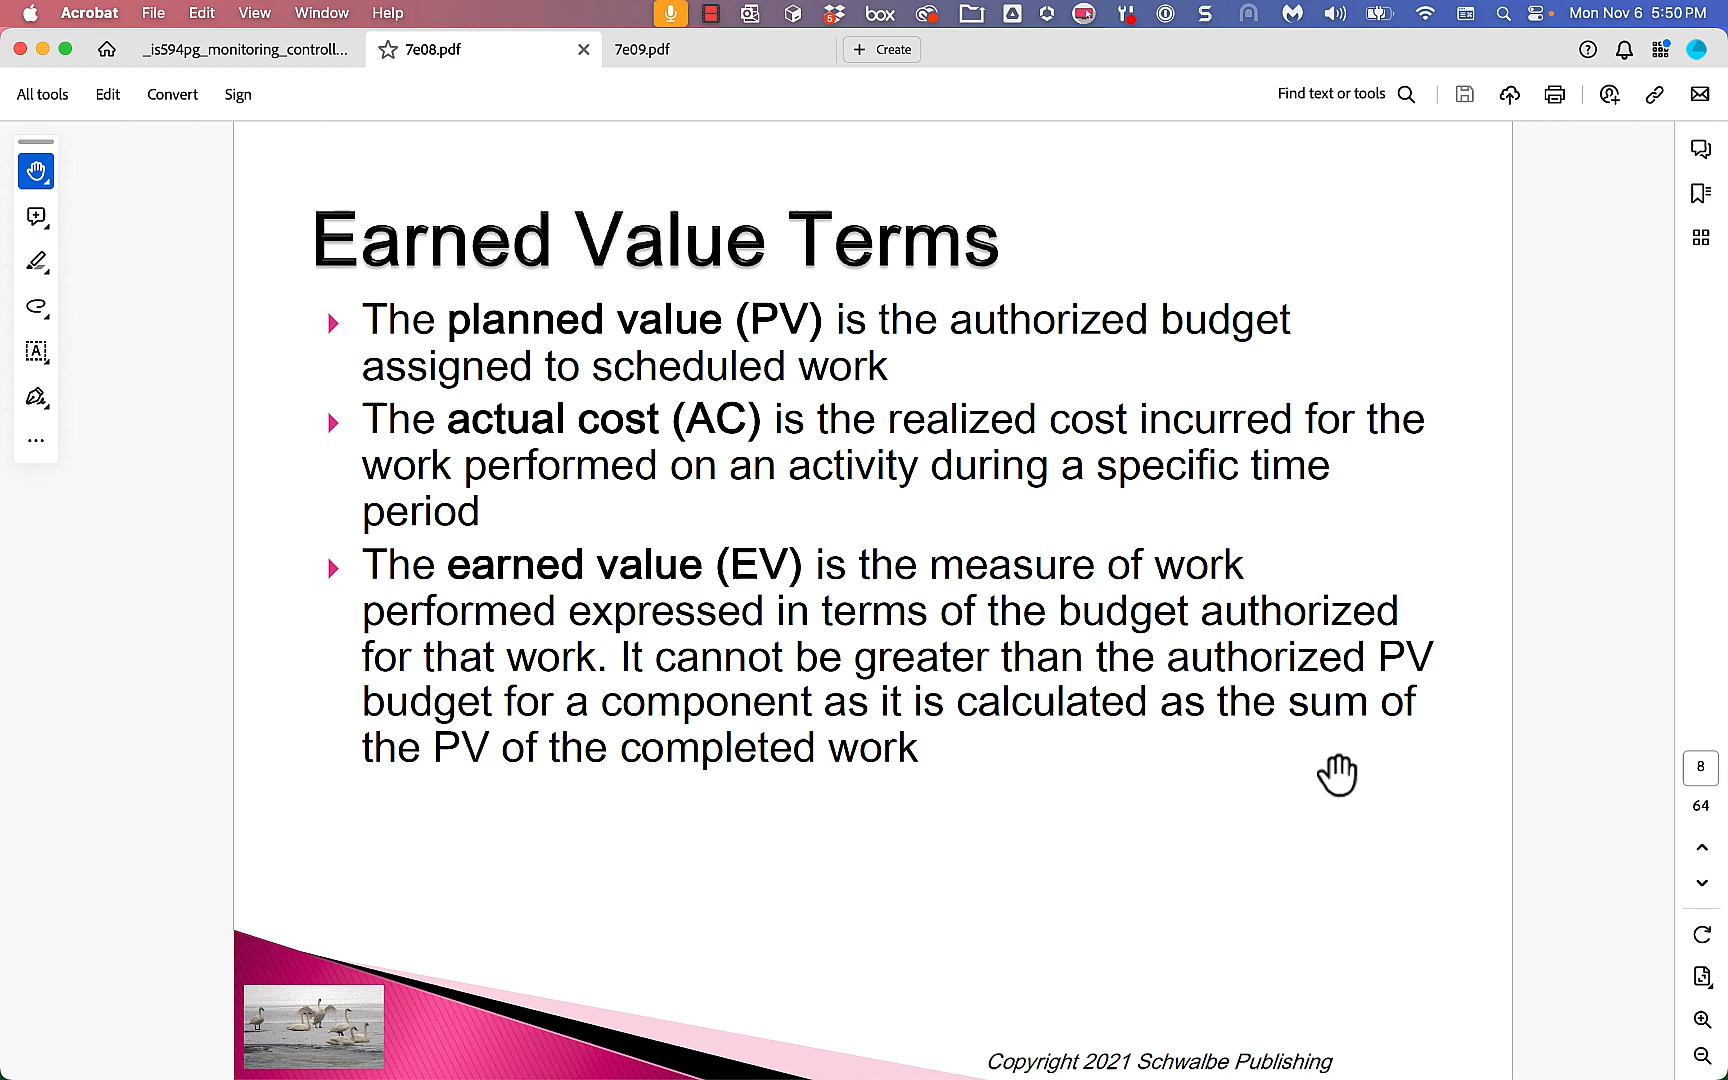 Acrobat File Edit View Window Help
5
box
Mon Nov 6 5:50 PM
_is594pg_monitoring_controll...
7e08.pdf
7e09.pdf
+ Create
All tools Edit Convert Sign
Find text or tools
Earned Value Terms
The planned value (PV) is the authorized budget
assigned to scheduled work
The actual cost (AC) is the realized cost incurred for the
work performed on an activity during a specific time
period
The earned value (EV) is the measure of work
performed expressed in terms of the budget authorized
for that work. It cannot be greater than the authorized PV
budget for a component as it is calculated as the sum of
the PV of the completed work
8
64
Copyright 2021 Schwalbe Publishing